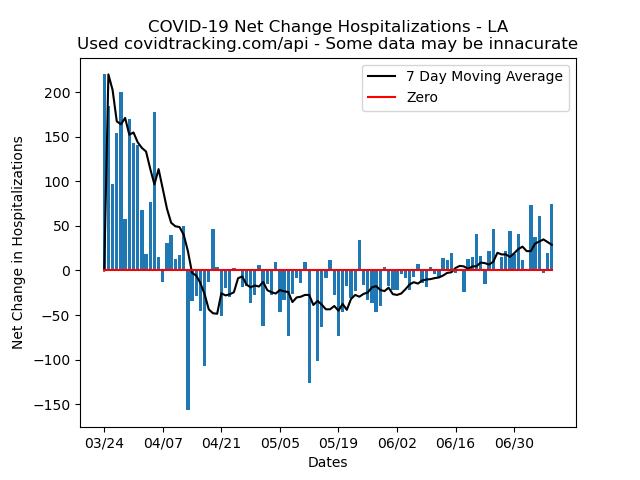 COVID-19 Net Change Hospitalizations - LA
Used covidtracking.com/api - Some data may be innacurate
7 Day Moving Average
Zero
Net Change in Hospitalizations
200
150
100
50
0
−50
−100
−150
03/24 04/07 04/21 05/05 05/19 06/02 06/16 06/30
Dates